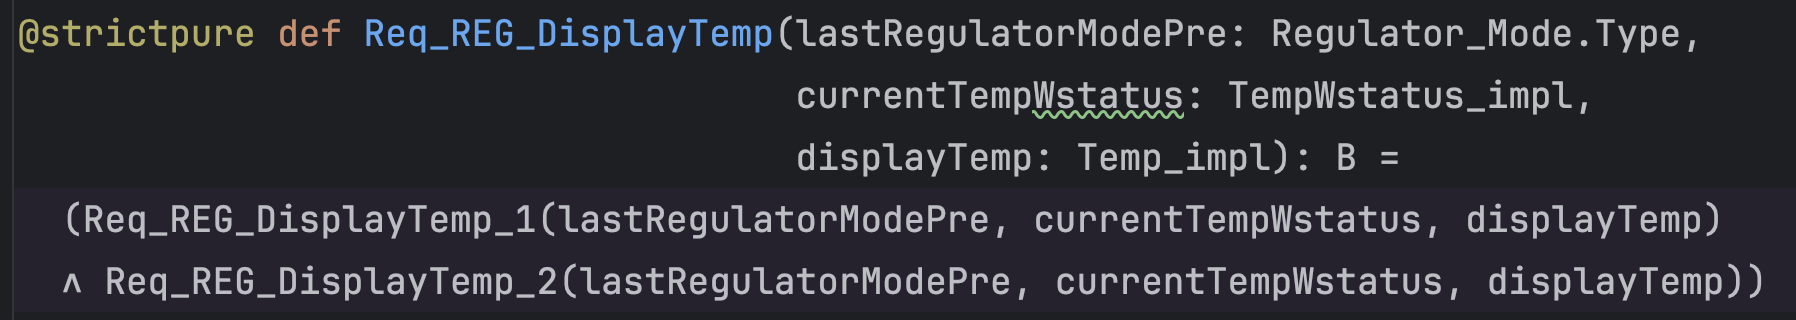 @strictpure def Req_REG_DisplayTemp(lastRegulatorModePre: Regulator_Mode.Type,
currentTempWstatus: TempWstatus_impl,
displayTemp: Temp_impl): B =
(Req_REG_DisplayTemp_1(lastRegulatorModePre, currentTempWstatus, displayTemp)
∧ Req_REG_DisplayTemp_2(lastRegulatorModePre, currentTempWstatus, displayTemp))